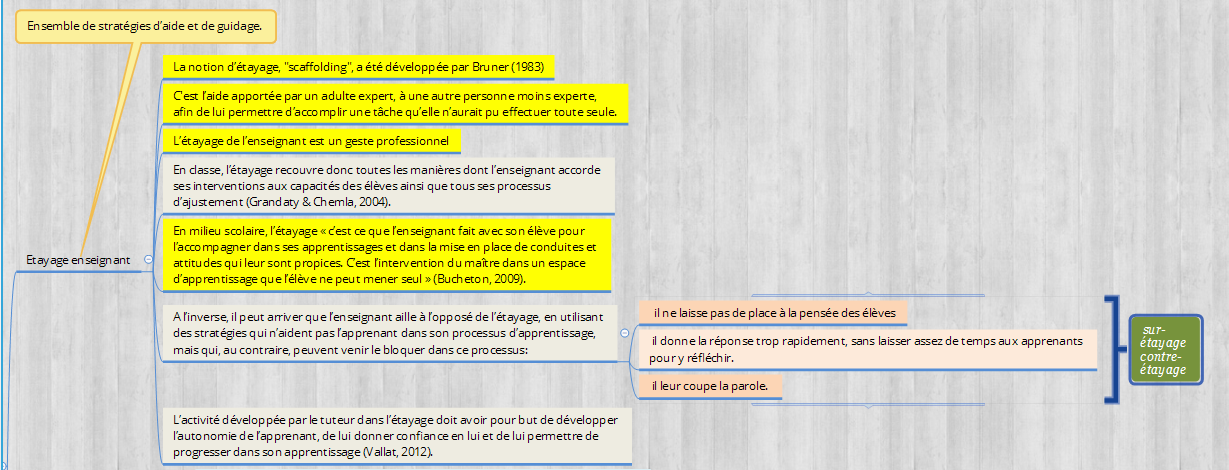 Ensemble de stratégies d'aide et de guidage.
La notion d'étayage, "scaffolding", a été développée par Bruner (1983)
C'est l'aide apportée par un adulte expert, à une autre personne moins experte,
afin de lui permettre d'accomplir une tâche qu'elle n'aurait pu effectuer toute seule.
L'étayage de l'enseignant est un geste professionnel
En classe, l'étayage recouvre donc toutes les manières dont l'enseignant accorde
ses interventions aux capacités des élèves ainsi que tous ses processus
d'ajustement (Grandaty & Chemla, 2004).
En milieu scolaire, l'étayage « c'est ce que l'enseignant fait avec son élève pour
l'accompagner dans ses apprentissages et dans la mise en place de conduites et
attitudes qui leur sont propices. C'est l'intervention du maître dans un espace
d'apprentissage que l'élève ne peut mener seul » (Bucheton, 2009).
Etayage enseignant
A l'inverse, il peut arriver que l'enseignant aille à l'opposé de l'étayage, en utilisant
des stratégies qui n'aident pas l'apprenant dans son processus d'apprentissage,
mais qui, au contraire, peuvent venir le bloquer dans ce processus:
il ne laisse pas de place à la pensée des élèves
il donne la réponse trop rapidement, sans laisser assez de temps aux apprenants
pour y réfléchir.
il leur coupe la parole.
sur-
étayage
contre-
étayage
L'activité développée par le tuteur dans l'étayage doit avoir pour but de développer
l'autonomie de l'apprenant, de lui donner confiance en lui et de lui permettre de
progresser dans son apprentissage (Vallat, 2012).